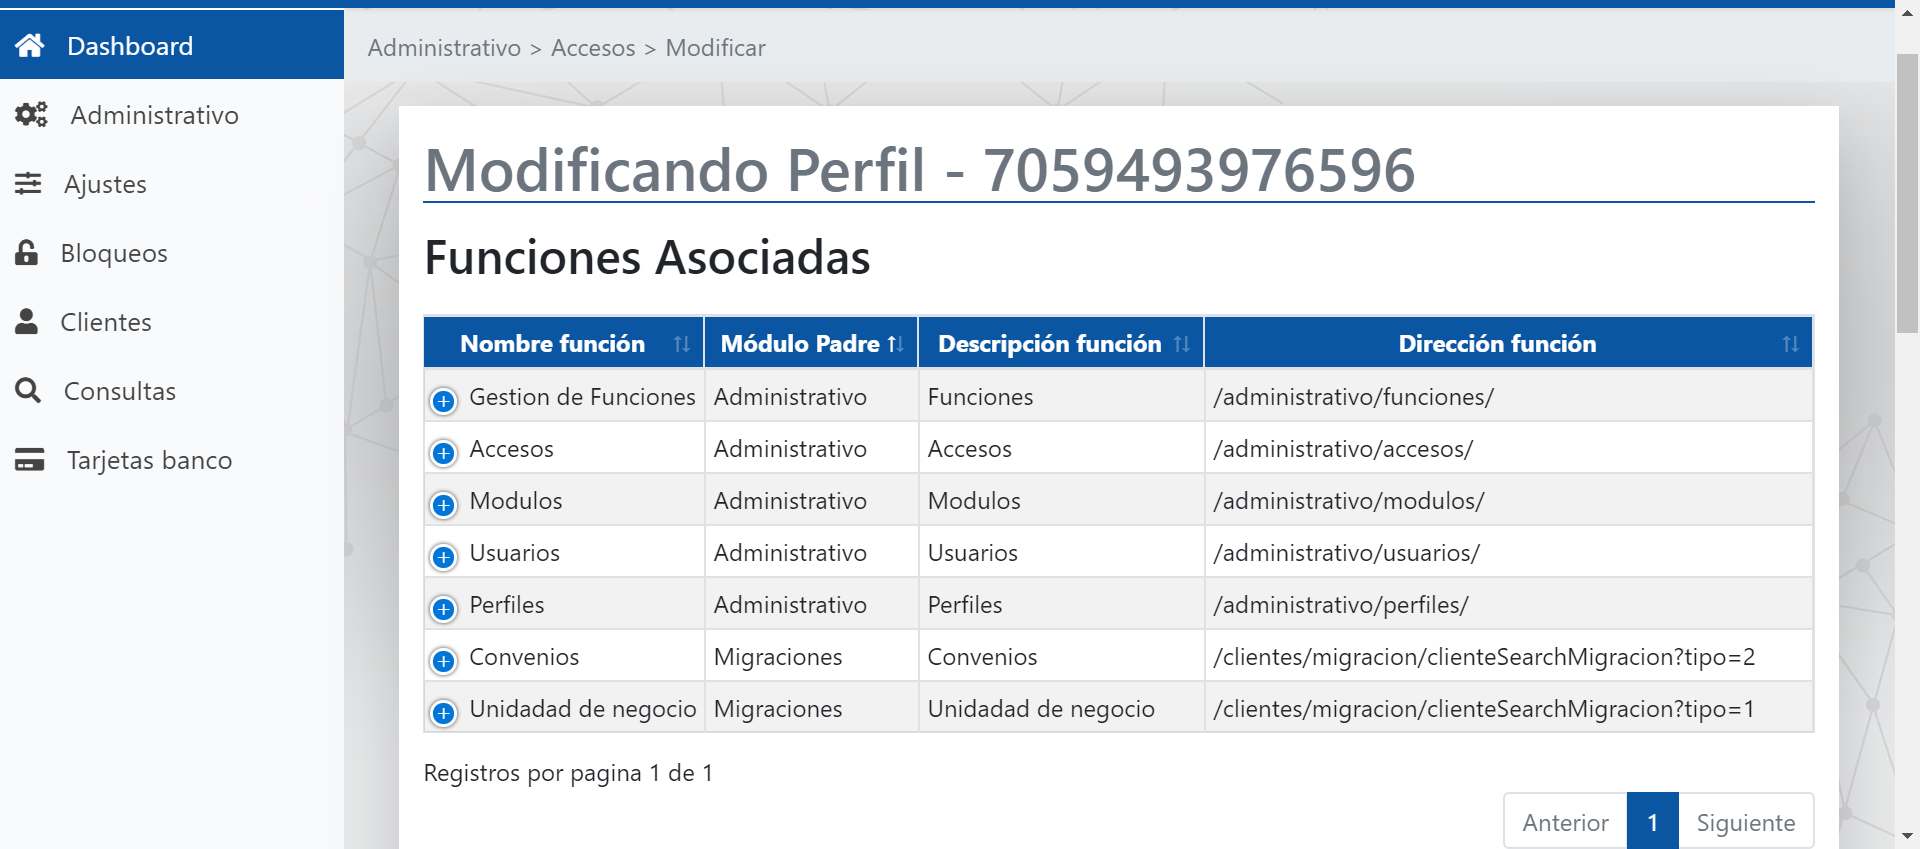 Dashboard
Administrativo
Ajustes
Bloqueos
Clientes
Consultas
Tarjetas banco
Administrativo > Accesos > Modificar
Modificando Perfil - 7059493976596
Funciones Asociadas
Nombre función Módulo Padre Descripción función Dirección función
Gestion de Funciones Administrativo Funciones /administrativo/funciones/
Accesos Administrativo Accesos /administrativo/accesos/
Modulos Administrativo Modulos /administrativo/modulos/
Usuarios Administrativo Usuarios /administrativo/usuarios/
Perfiles Administrativo Perfiles /administrativo/perfiles/
Convenios Migraciones Convenios /clientes/migracion/clienteSearchMigracion?tipo=2
Unidadad de negocio Migraciones Unidadad de negocio /clientes/migracion/clienteSearchMigracion?tipo=1
Registros por pagina 1 de 1
Anterior 1 Siguiente